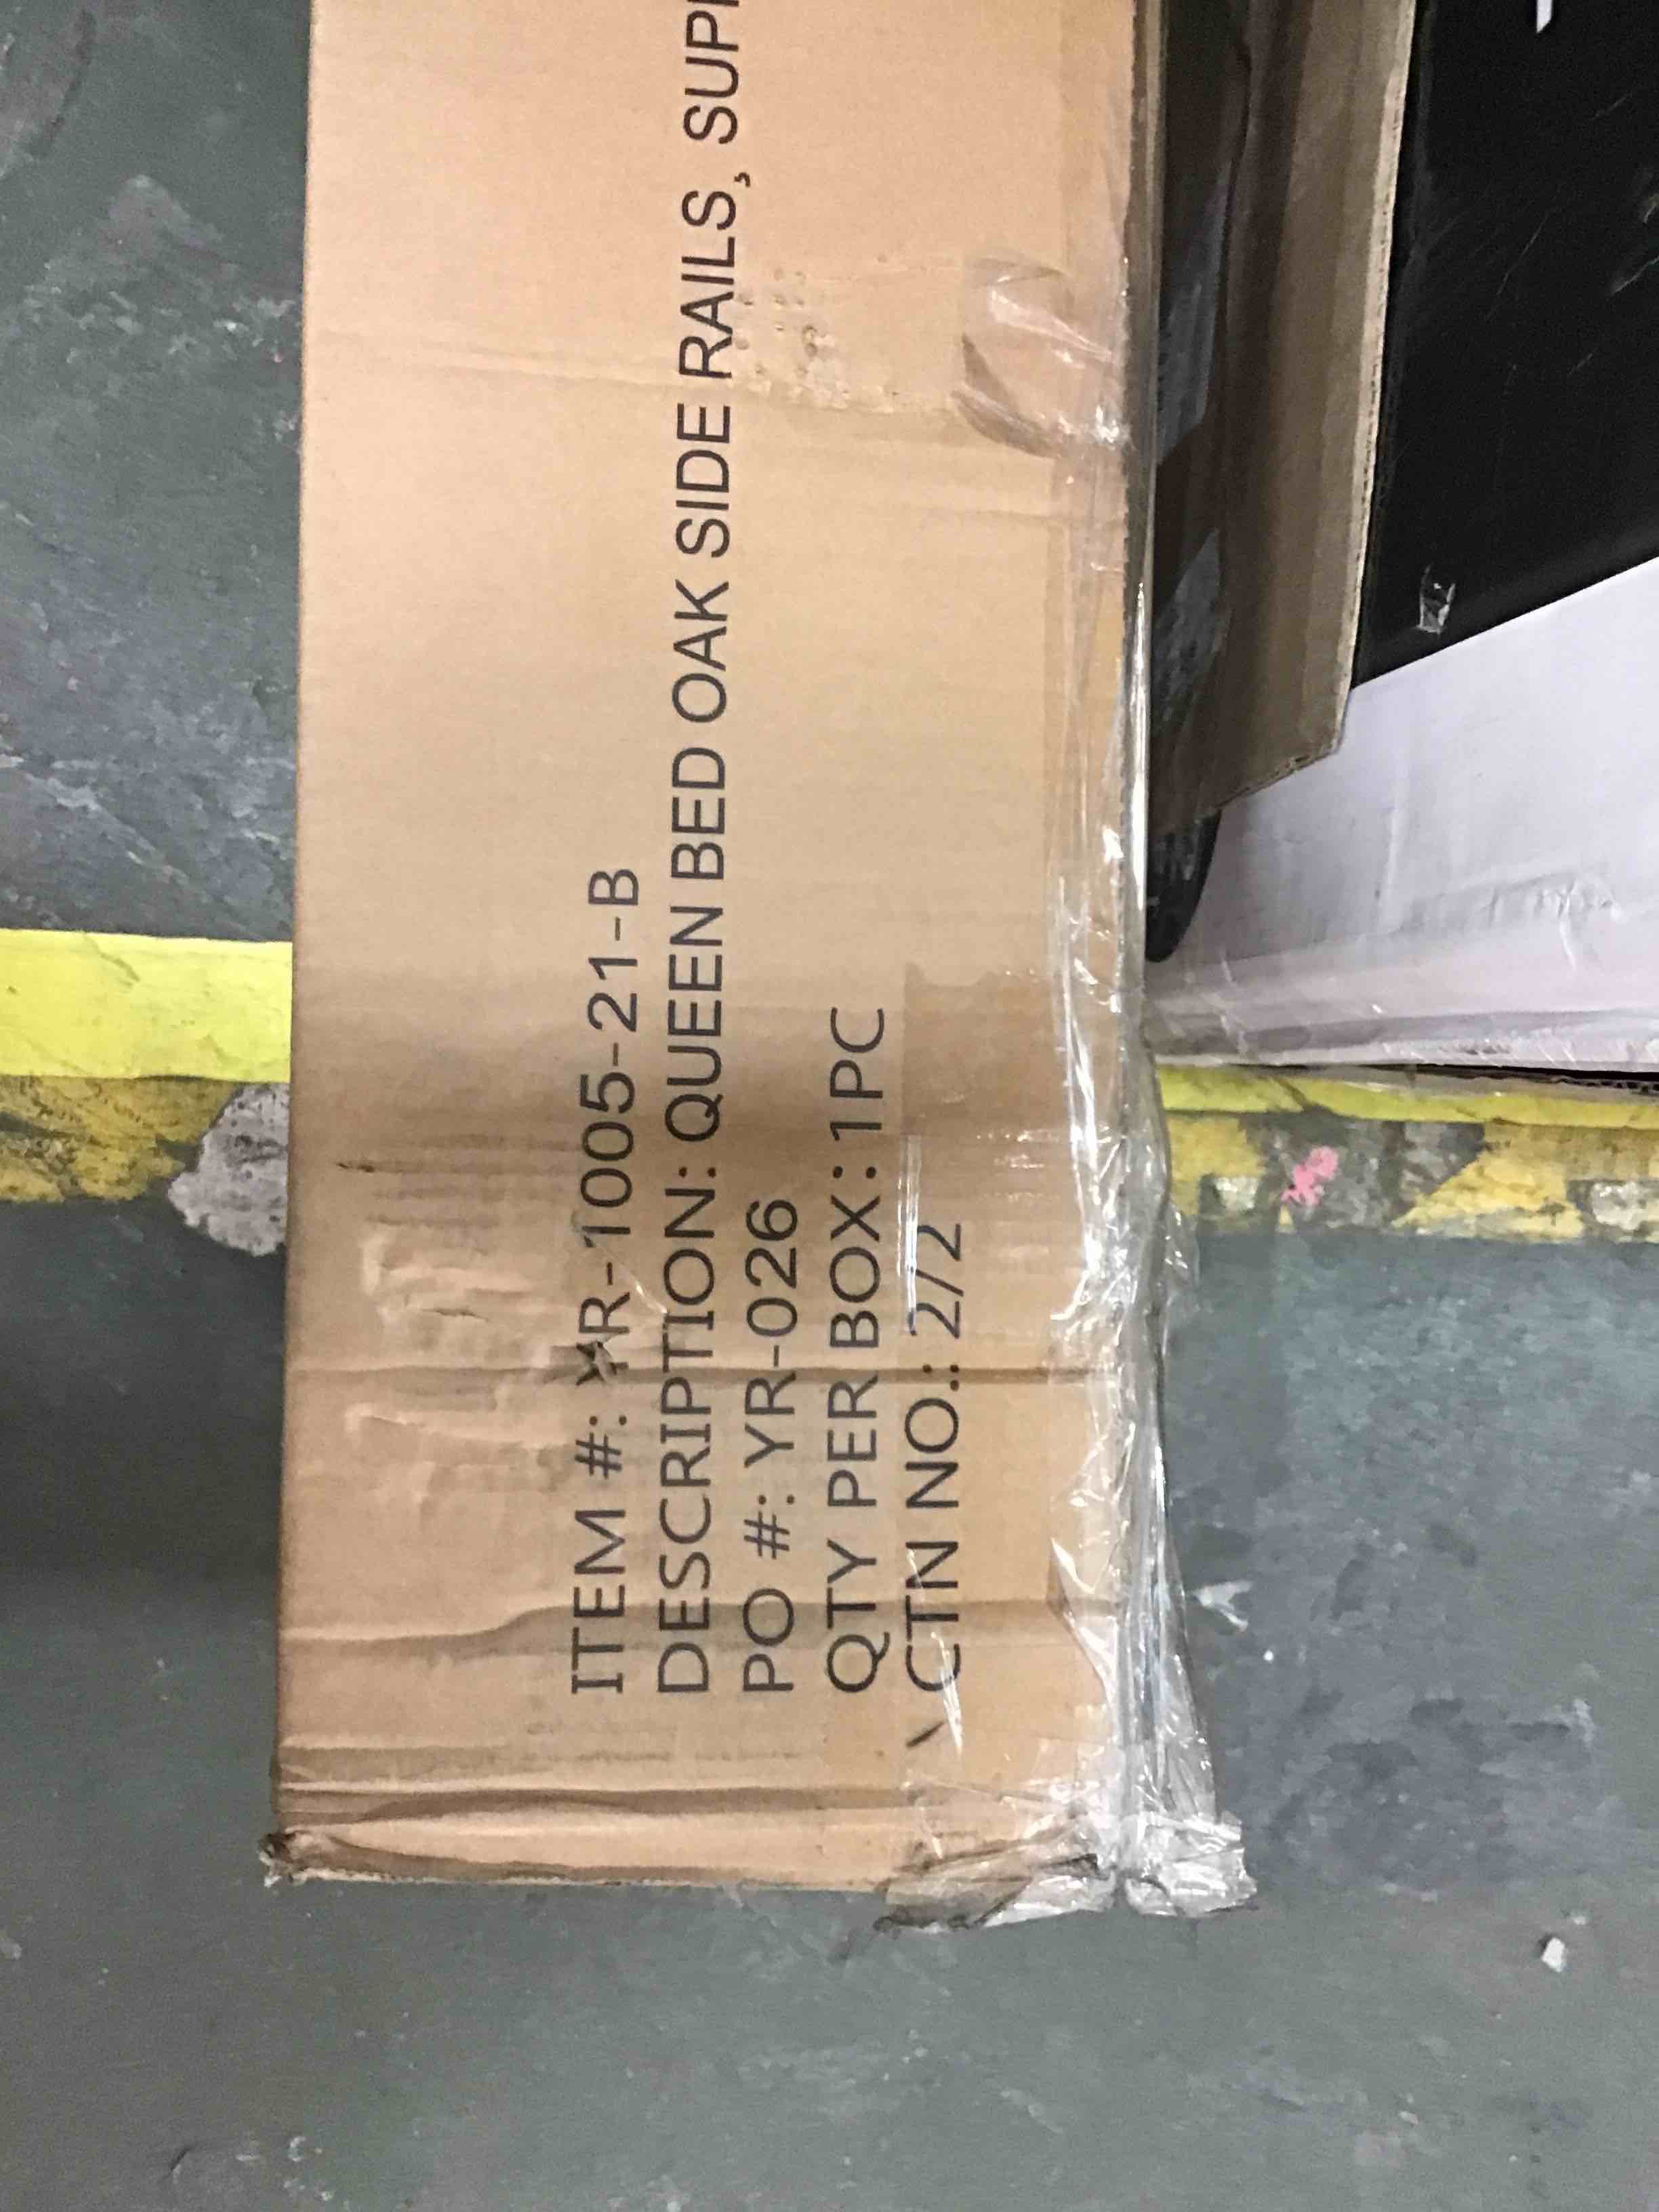 ITEM #: YR-1005-21-B
DESCRIPTION: QUEEN BED OAK SIDE RAILS, SUP
PO #: YR-026
QTY PER BOX: 1PC
CTN NO.: 2/2